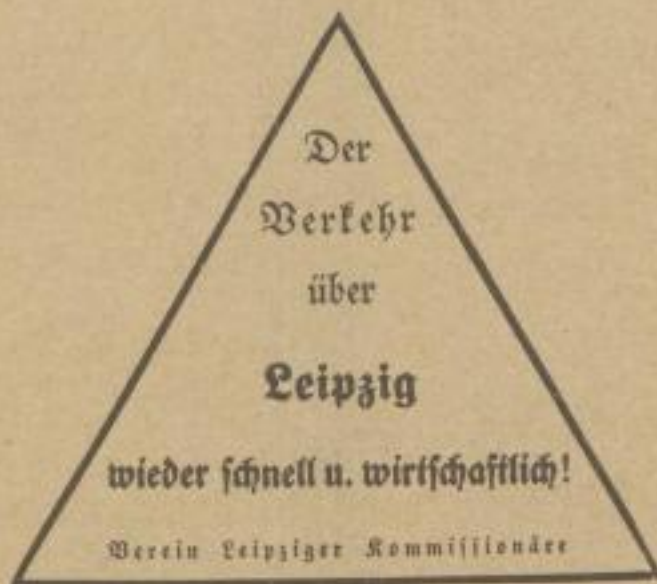 Der
Verkehr
über
Leipzig
wieder schnell u. wirtschaftlich!
Verein Leipziger Kommissionäre